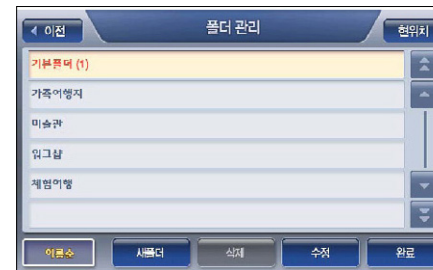 이전 폴더 관리 현위치
기본폴더 (1)
가족여행지
미술관
워크샵
체험여행
이름순 새폴더 삭제 수정 완료